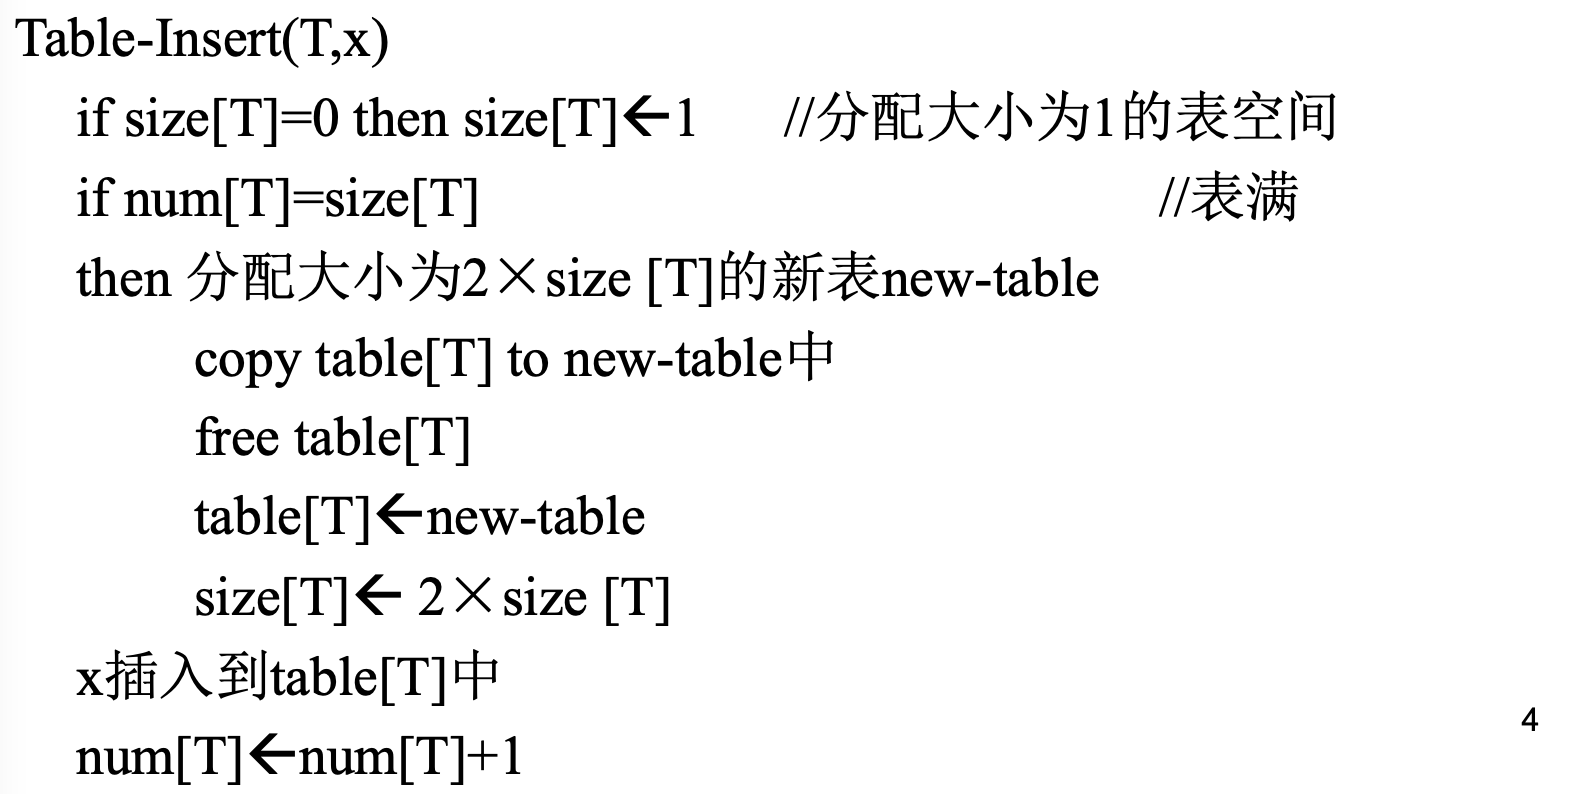 Table-Insert(T,x)
if size[T]=0 then size[T]←1 //分配大小为1的表空间
if num[T]=size[T] //表满
then 分配大小为2×size [T]的新表new-table
copy table[T] to new-table中
free table[T]
table[T]←new-table
size[T]← 2×size [T]
x插入到table[T]中
num[T]←num[T]+1
4